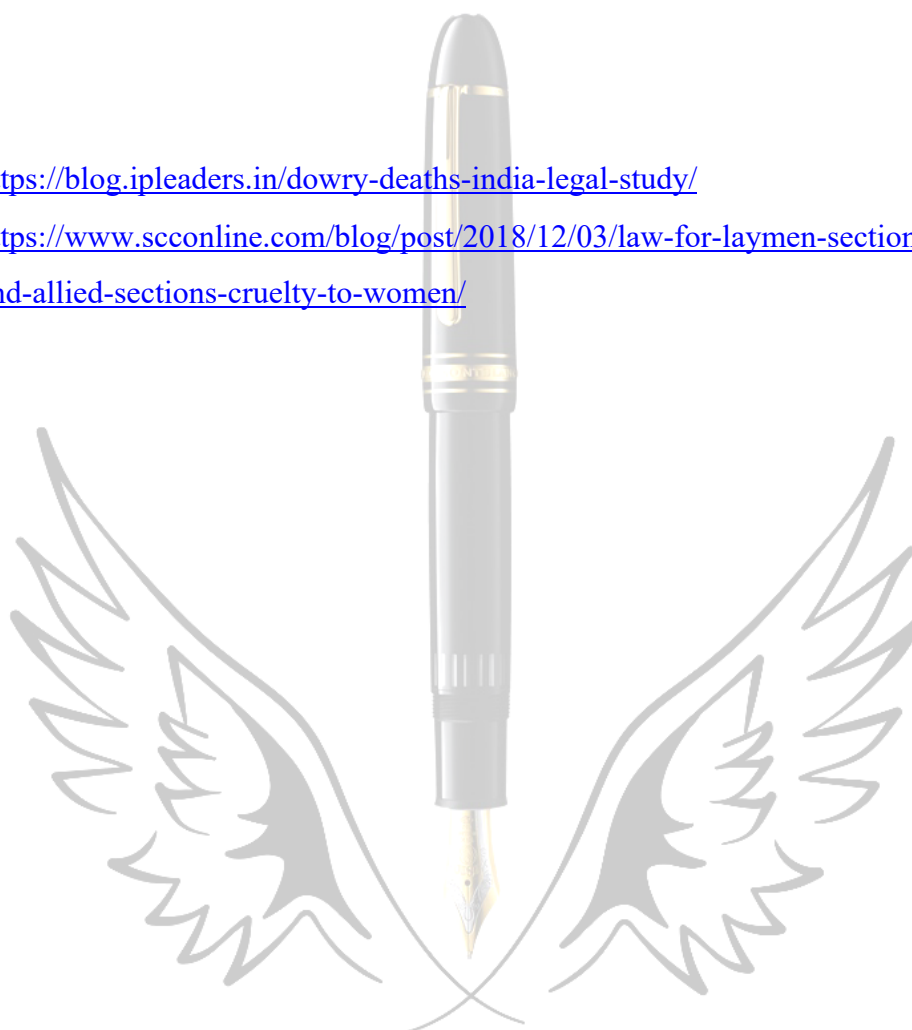 tps://blog.ipleaders.in/dowry-deaths-india-legal-study/
tps://www.scconline.com/blog/post/2018/12/03/law-for-laymen-section
nd-allied-sections-cruelty-to-women/